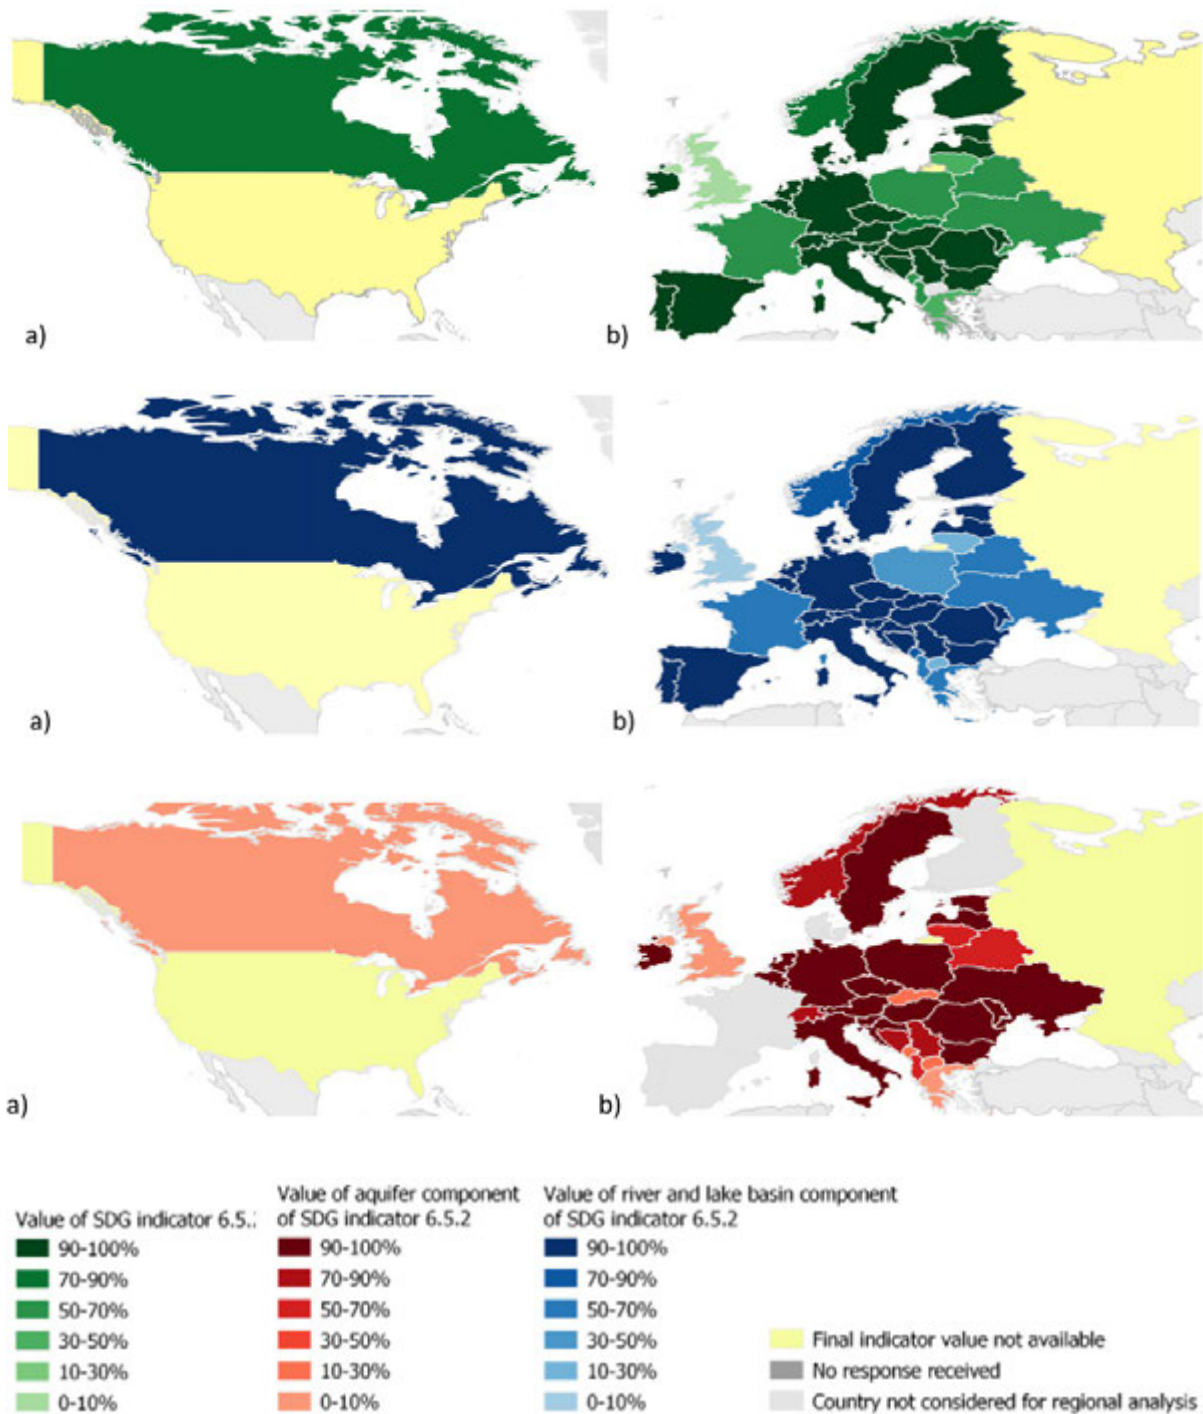 a)
b)
a)
b)
a)
b)
Value of SDG indicator 6.5.
90-100%
70-90%
50-70%
30-50%
10-30%
0-10%
Value of aquifer component
of SDG indicator 6.5.2
90-100%
70-90%
50-70%
30-50%
10-30%
0-10%
Value of river and lake basin component
of SDG indicator 6.5.2
90-100%
70-90%
50-70%
30-50%
10-30%
0-10%
Final indicator value not available
No response received
Country not considered for regional analysis